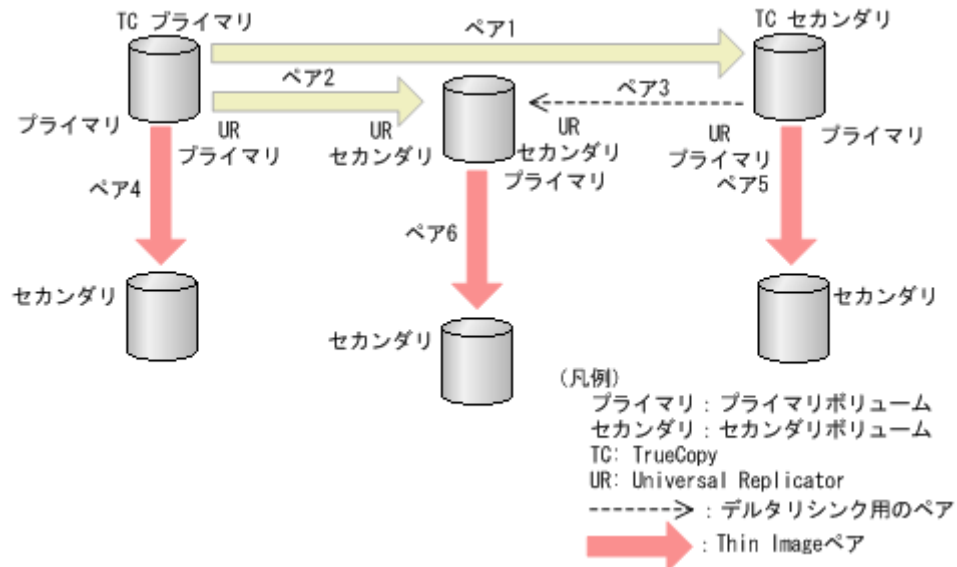 TC プライマリ
TC セカンダリ
ペア1
ペア2
ペア3
プライマリ
UR
プライマリ
UR
セカンダリ
UR
セカンダリ
プライマリ
UR
プライマリ
プライマリ
ペア4
ペア5
ペア6
セカンダリ
セカンダリ
セカンダリ
(凡例)
プライマリ：プライマリボリューム
セカンダリ：セカンダリボリューム
TC: TrueCopy
UR: Universal Replicator
：デルタリシンク用のペア
：Thin Imageペア